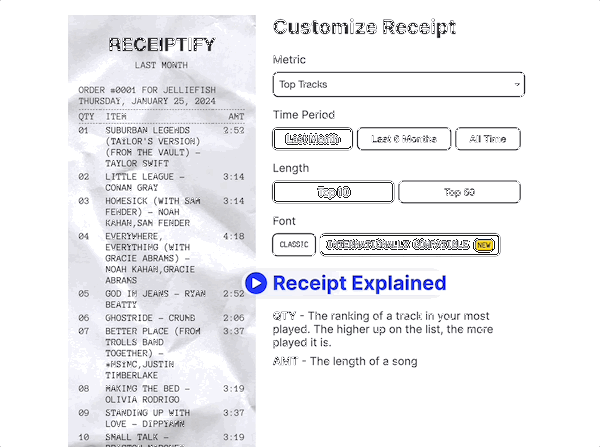 RECEIPTIFY
LAST MONTH
ORDER #0001 FOR JELLIEFISH
THURSDAY, JANUARY 25, 2024
QTY ITEM AMT
01 SUBURBAN LEGENDS 2:52
(TAYLOR'S VERSION)
(FROM THE VAULT) -
TAYLOR SWIFT
02 LITTLE LEAGUE - 3:14
CONAN GRAY
03 HOMESICK (WITH SAM 3:14
FENDER) - NOAH
KAHAN,SAM FENDER
04 EVERYWHERE, 4:18
EVERYTHING (WITH
GRACIE ABRAMS) -
NOAH KAHAN,GRACIE
ABRAMS
05 GOD IN JEANS - RYAN 2:52
BEATTY
06 GHOSTRIDE - CRUMB 2:06
07 BETTER PLACE (FROM 3:37
TROLLS BAND
TOGETHER) -
*NSYNC,JUSTIN
TIMBERLAKE
08 MAKING THE BED - 3:19
OLIVIA RODRIGO
09 STANDING UP WITH 3:37
LOVE -
10 SMALL TALK - 3:19
Customize Receipt
Metric
Top Tracks
Time Period
Last Month Last 6 Months All Time
Length
Top 10 Top 50
Font
CLASSIC INTERNATIONALLY COMPATIBLE NEW
Receipt Explained
QTY - The ranking of a track in your most
played. The higher up on the list, the more
played it is.
AMT - The length of a song